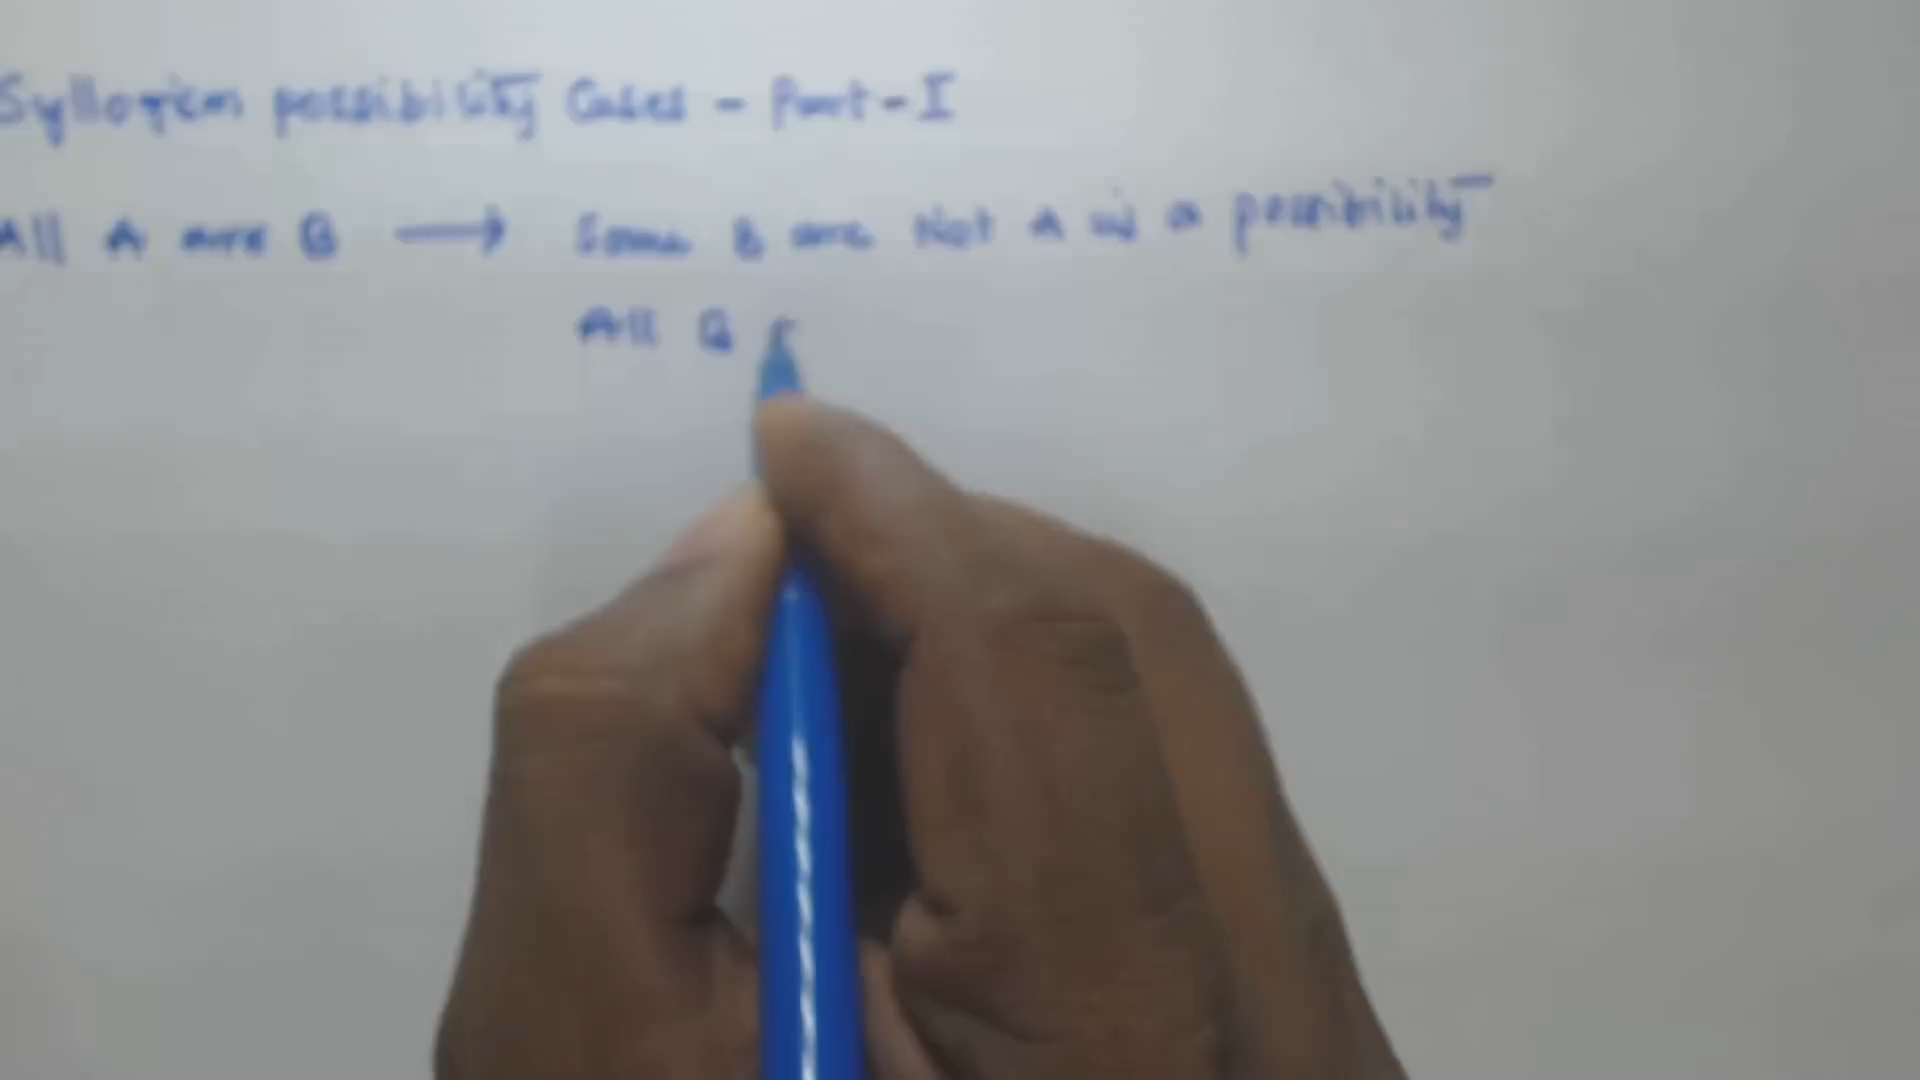 Syllogism possibility Cases - Part-I
All A are B → Some B are Not A is a possibility
All B